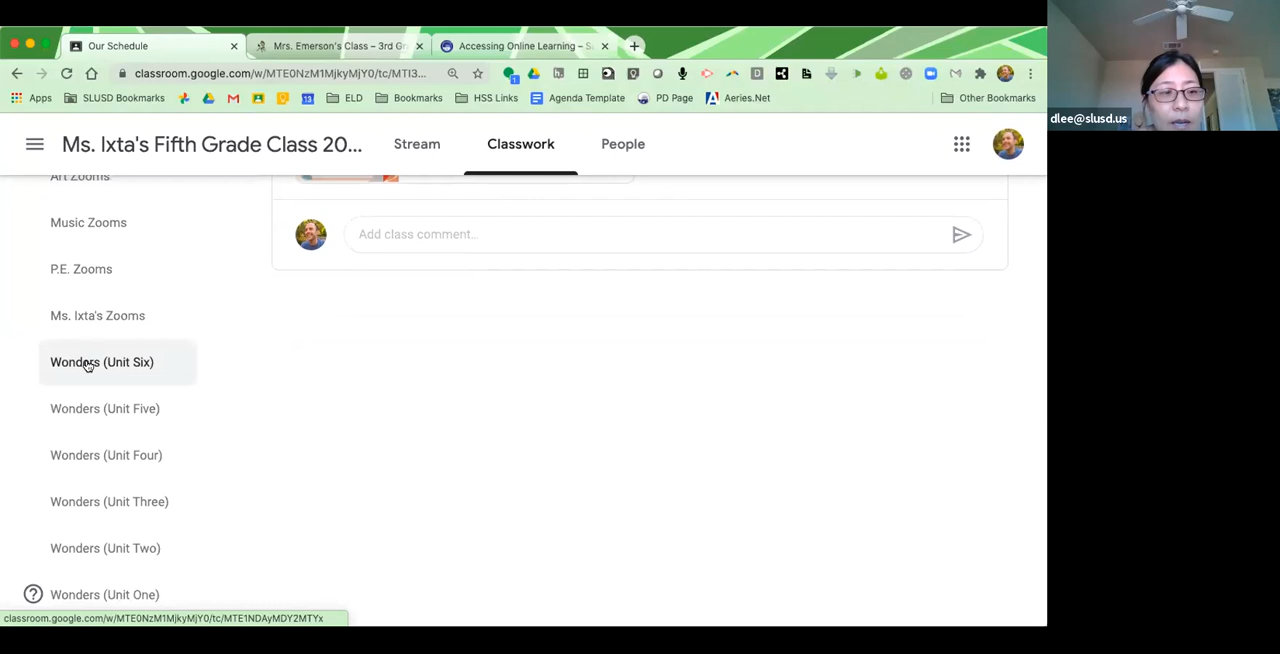 Our Schedule
Mrs. Emerson's Class – 3rd Gr
Accessing Online Learning – S
classroom.google.com/w/MTE0NzM1MjkyMjY0/tc/MTI3...
Apps SLUSD Bookmarks 13 ELD Bookmarks HSS Links Agenda Template PD Page Aeries.Net Other Bookmarks
dlee@slusd.us
Ms. Ixta's Fifth Grade Class 20... Stream Classwork People
Art Zooms
Music Zooms
Add class comment...
P.E. Zooms
Ms. Ixta's Zooms
Wonders (Unit Six)
Wonders (Unit Five)
Wonders (Unit Four)
Wonders (Unit Three)
Wonders (Unit Two)
Wonders (Unit One)
classroom.google.com/w/MTE0NzM1MjkyMjY0/tc/MTE1NDAyMDY2MTYx